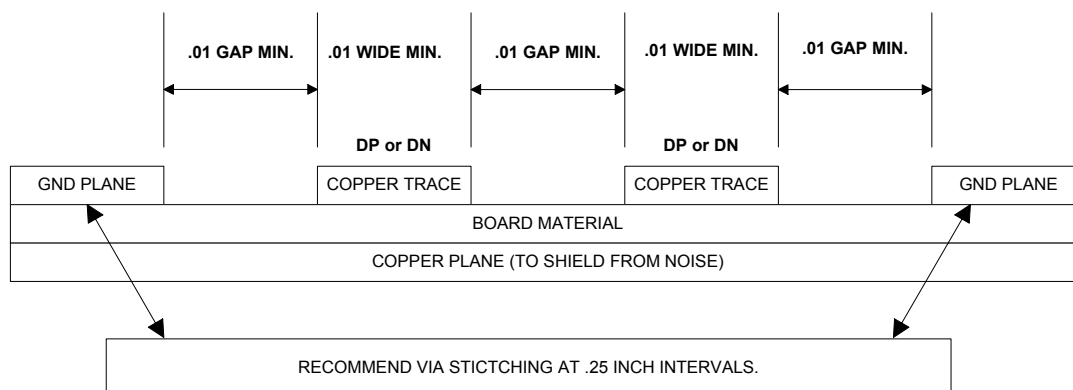 .01 GAP MIN. .01 WIDE MIN. .01 GAP MIN. .01 WIDE MIN. .01 GAP MIN.
DP or DN DP or DN
GND PLANE COPPER TRACE COPPER TRACE GND PLANE
BOARD MATERIAL
COPPER PLANE (TO SHIELD FROM NOISE)
RECOMMEND VIA STICTCHING AT .25 INCH INTERVALS.